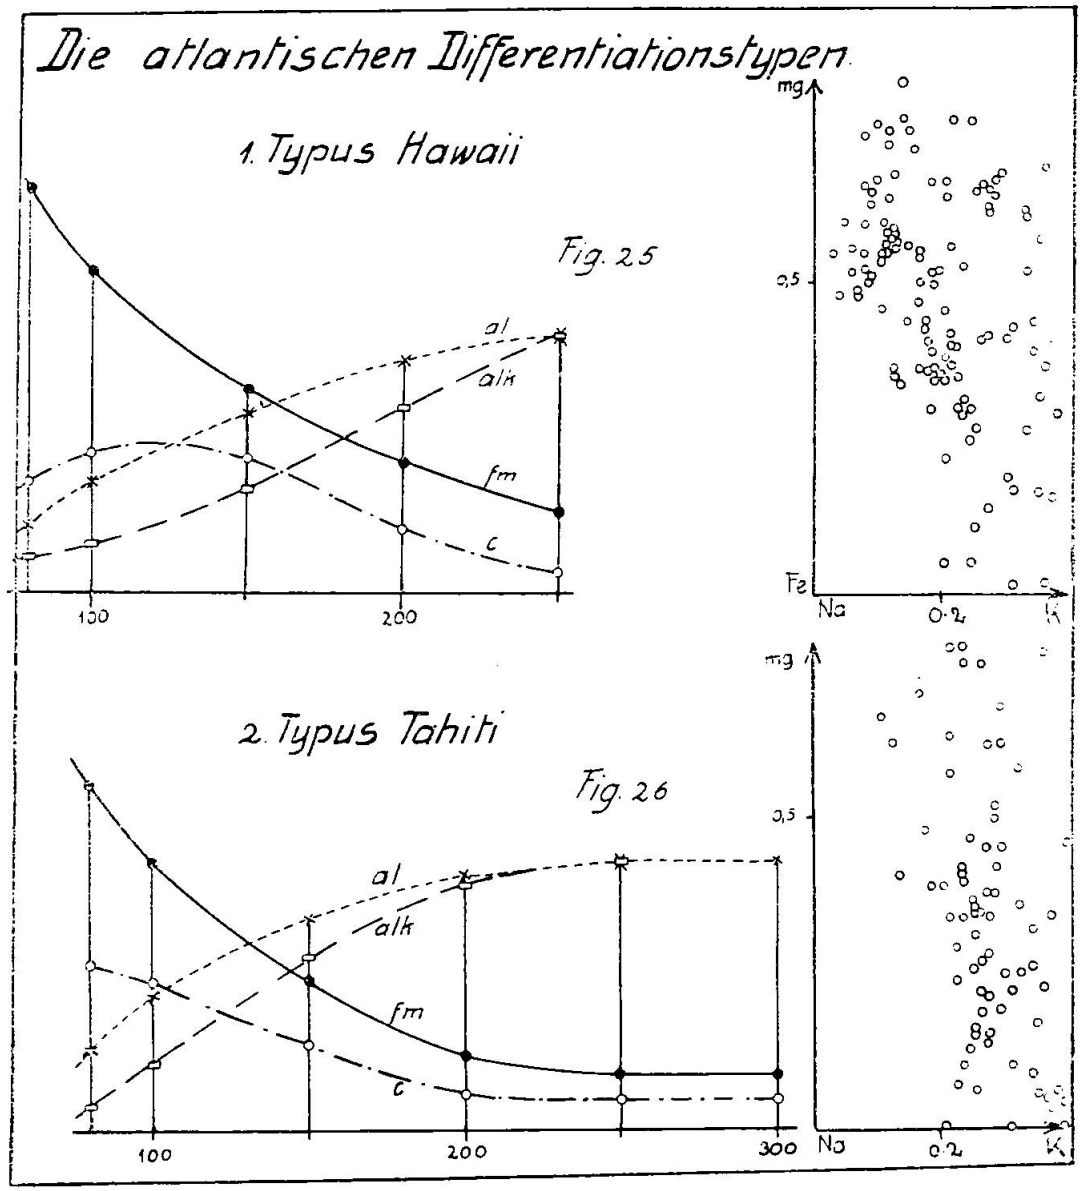 Die atlantischen Differentiationstypen.
1. Typus Hawaii
Fig. 25
al
alk
fm
c
100
200
mg
0,5
Fe
Na
0.2
K
2. Typus Tahiti
Fig. 26
al
alk
fm
c
100
200
300
mg
0,5
Na
0.2
K